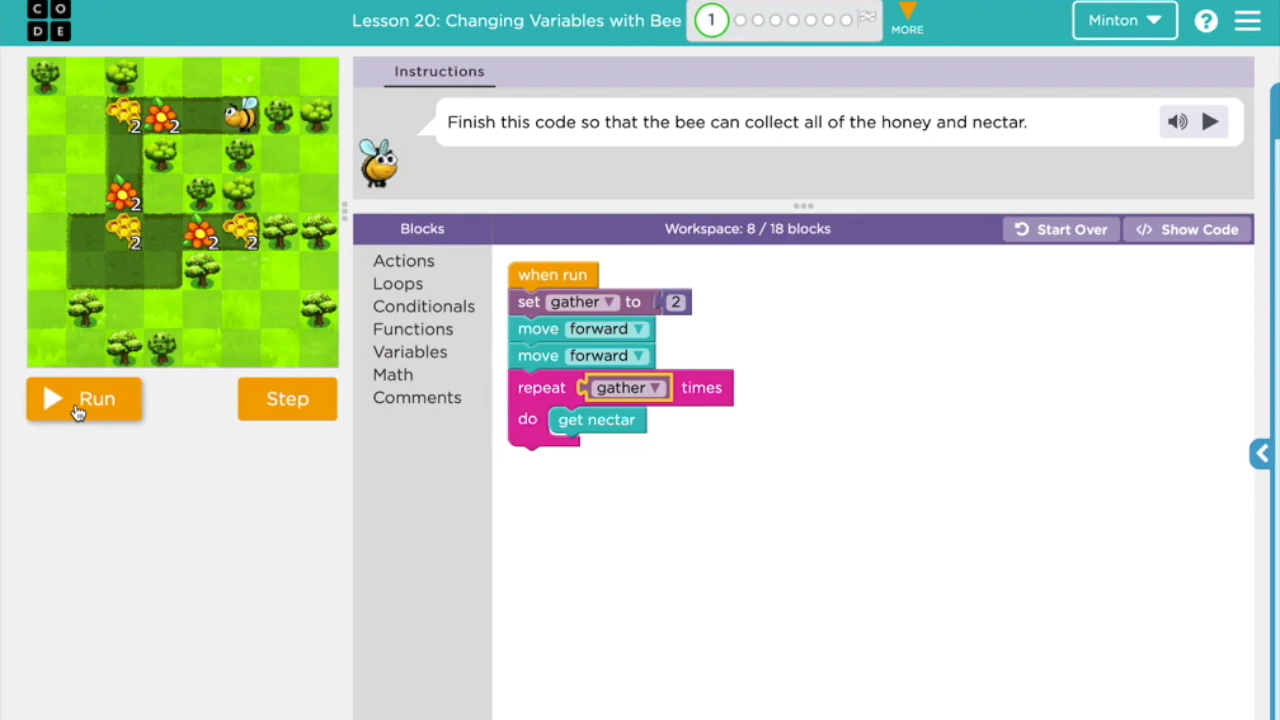 C O
D E
Lesson 20: Changing Variables with Bee
1
MORE
Minton
?
Instructions
Finish this code so that the bee can collect all of the honey and nectar.
2 2
2
2 2 2
Run
Step
Blocks
Workspace: 8 / 18 blocks
Start Over
</> Show Code
Actions
Loops
Conditionals
Functions
Variables
Math
Comments
when run
set gather to 2
move forward
move forward
repeat gather times
do get nectar